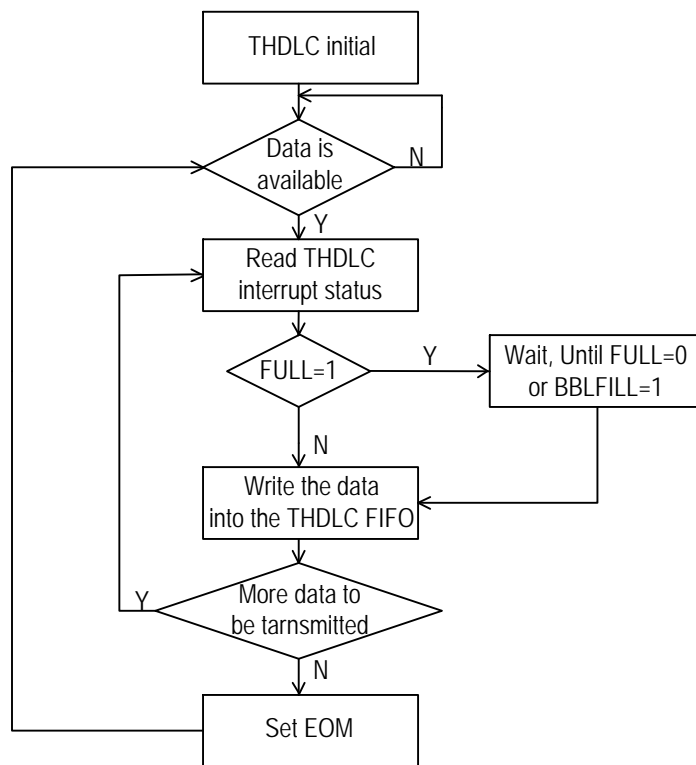 THDLC initial
Data is
available
N
Y
Read THDLC
interrupt status
FULL=1
Y
Wait, Until FULL=0
or BBLFILL=1
N
Write the data
into the THDLC FIFO
More data to
be tarnsmitted
Y
N
Set EOM